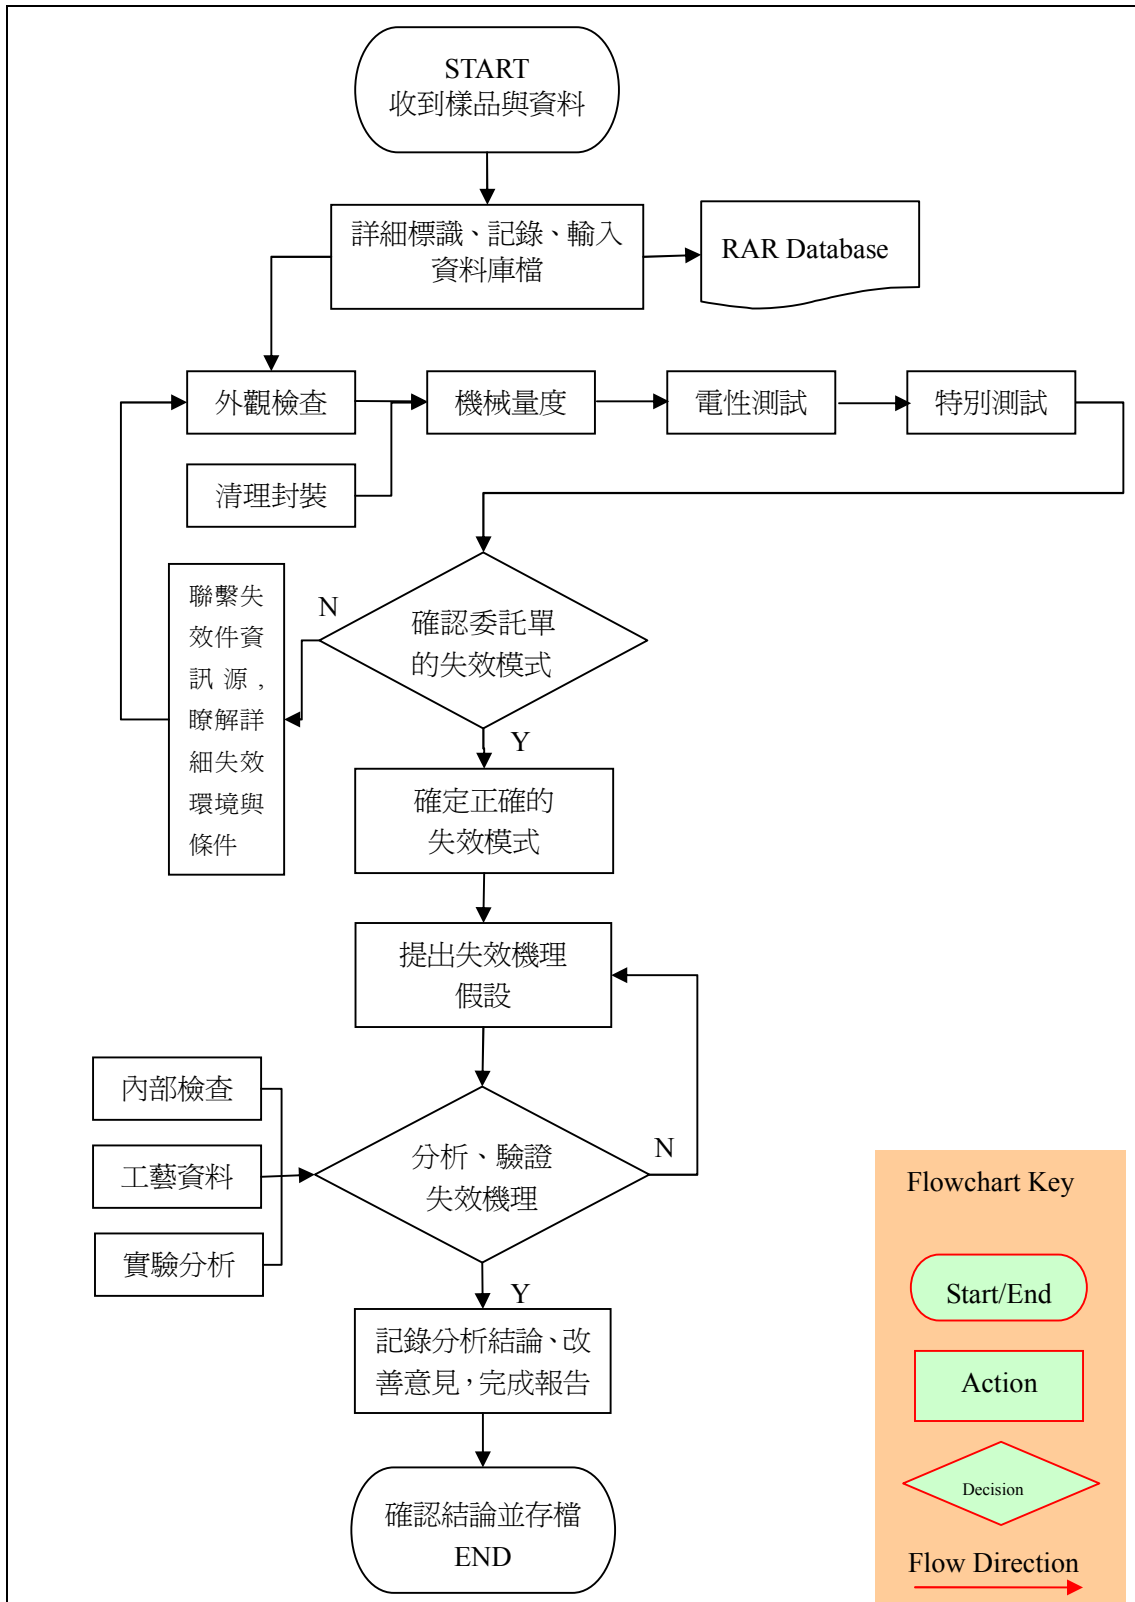 START
收到樣品與資料
詳細標識、記錄、輸入
資料庫檔
RAR Database
外觀檢查
機械量度
電性測試
特別測試
清理封裝
聯繫失
效件資
訊源,
瞭解詳
細失效
環境與
條件
N
確認委託單
的失效模式
Y
確定正確的
失效模式
提出失效機理
假設
內部檢查
工藝資料
實驗分析
分析、驗證
失效機理
N
Y
記錄分析結論、改
善意見,完成報告
確認結論並存檔
END
Flowchart Key
Start/End
Action
Decision
Flow Direction